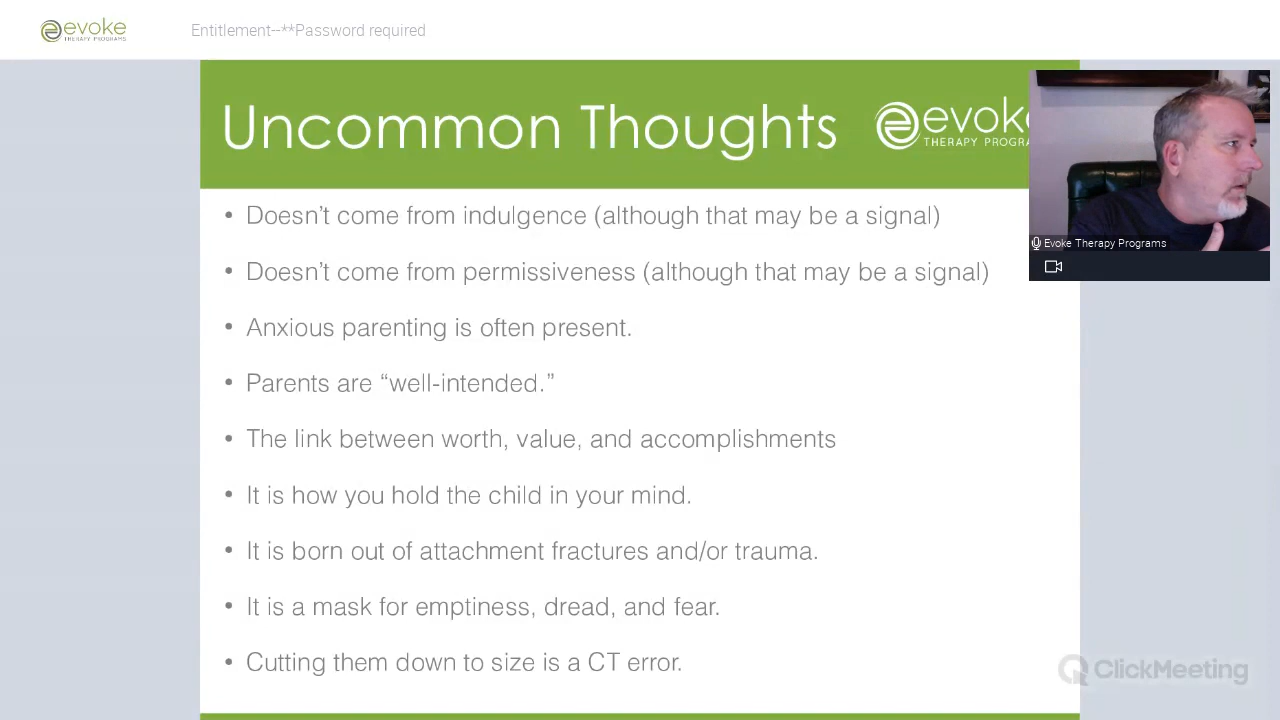 evoke
THERAPY PROGRAMS
Entitlement--**Password required
Uncommon Thoughts
evoke
THERAPY PROGRA
• Doesn’t come from indulgence (although that may be a signal)
• Doesn’t come from permissiveness (although that may be a signal)
• Anxious parenting is often present.
• Parents are “well-intended.”
• The link between worth, value, and accomplishments
• It is how you hold the child in your mind.
• It is born out of attachment fractures and/or trauma.
• It is a mask for emptiness, dread, and fear.
• Cutting them down to size is a CT error.
Evoke Therapy Programs
ClickMeeting